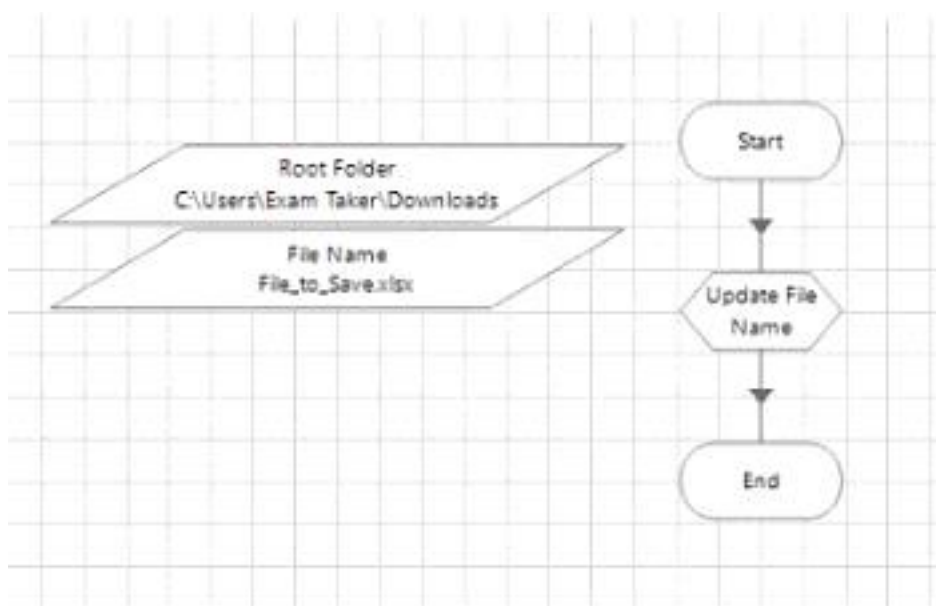 Root Folder
C:\Users\Exam Taker\Downloads
File Name
File_to_Save.xlsx
Start
Update File
Name
End